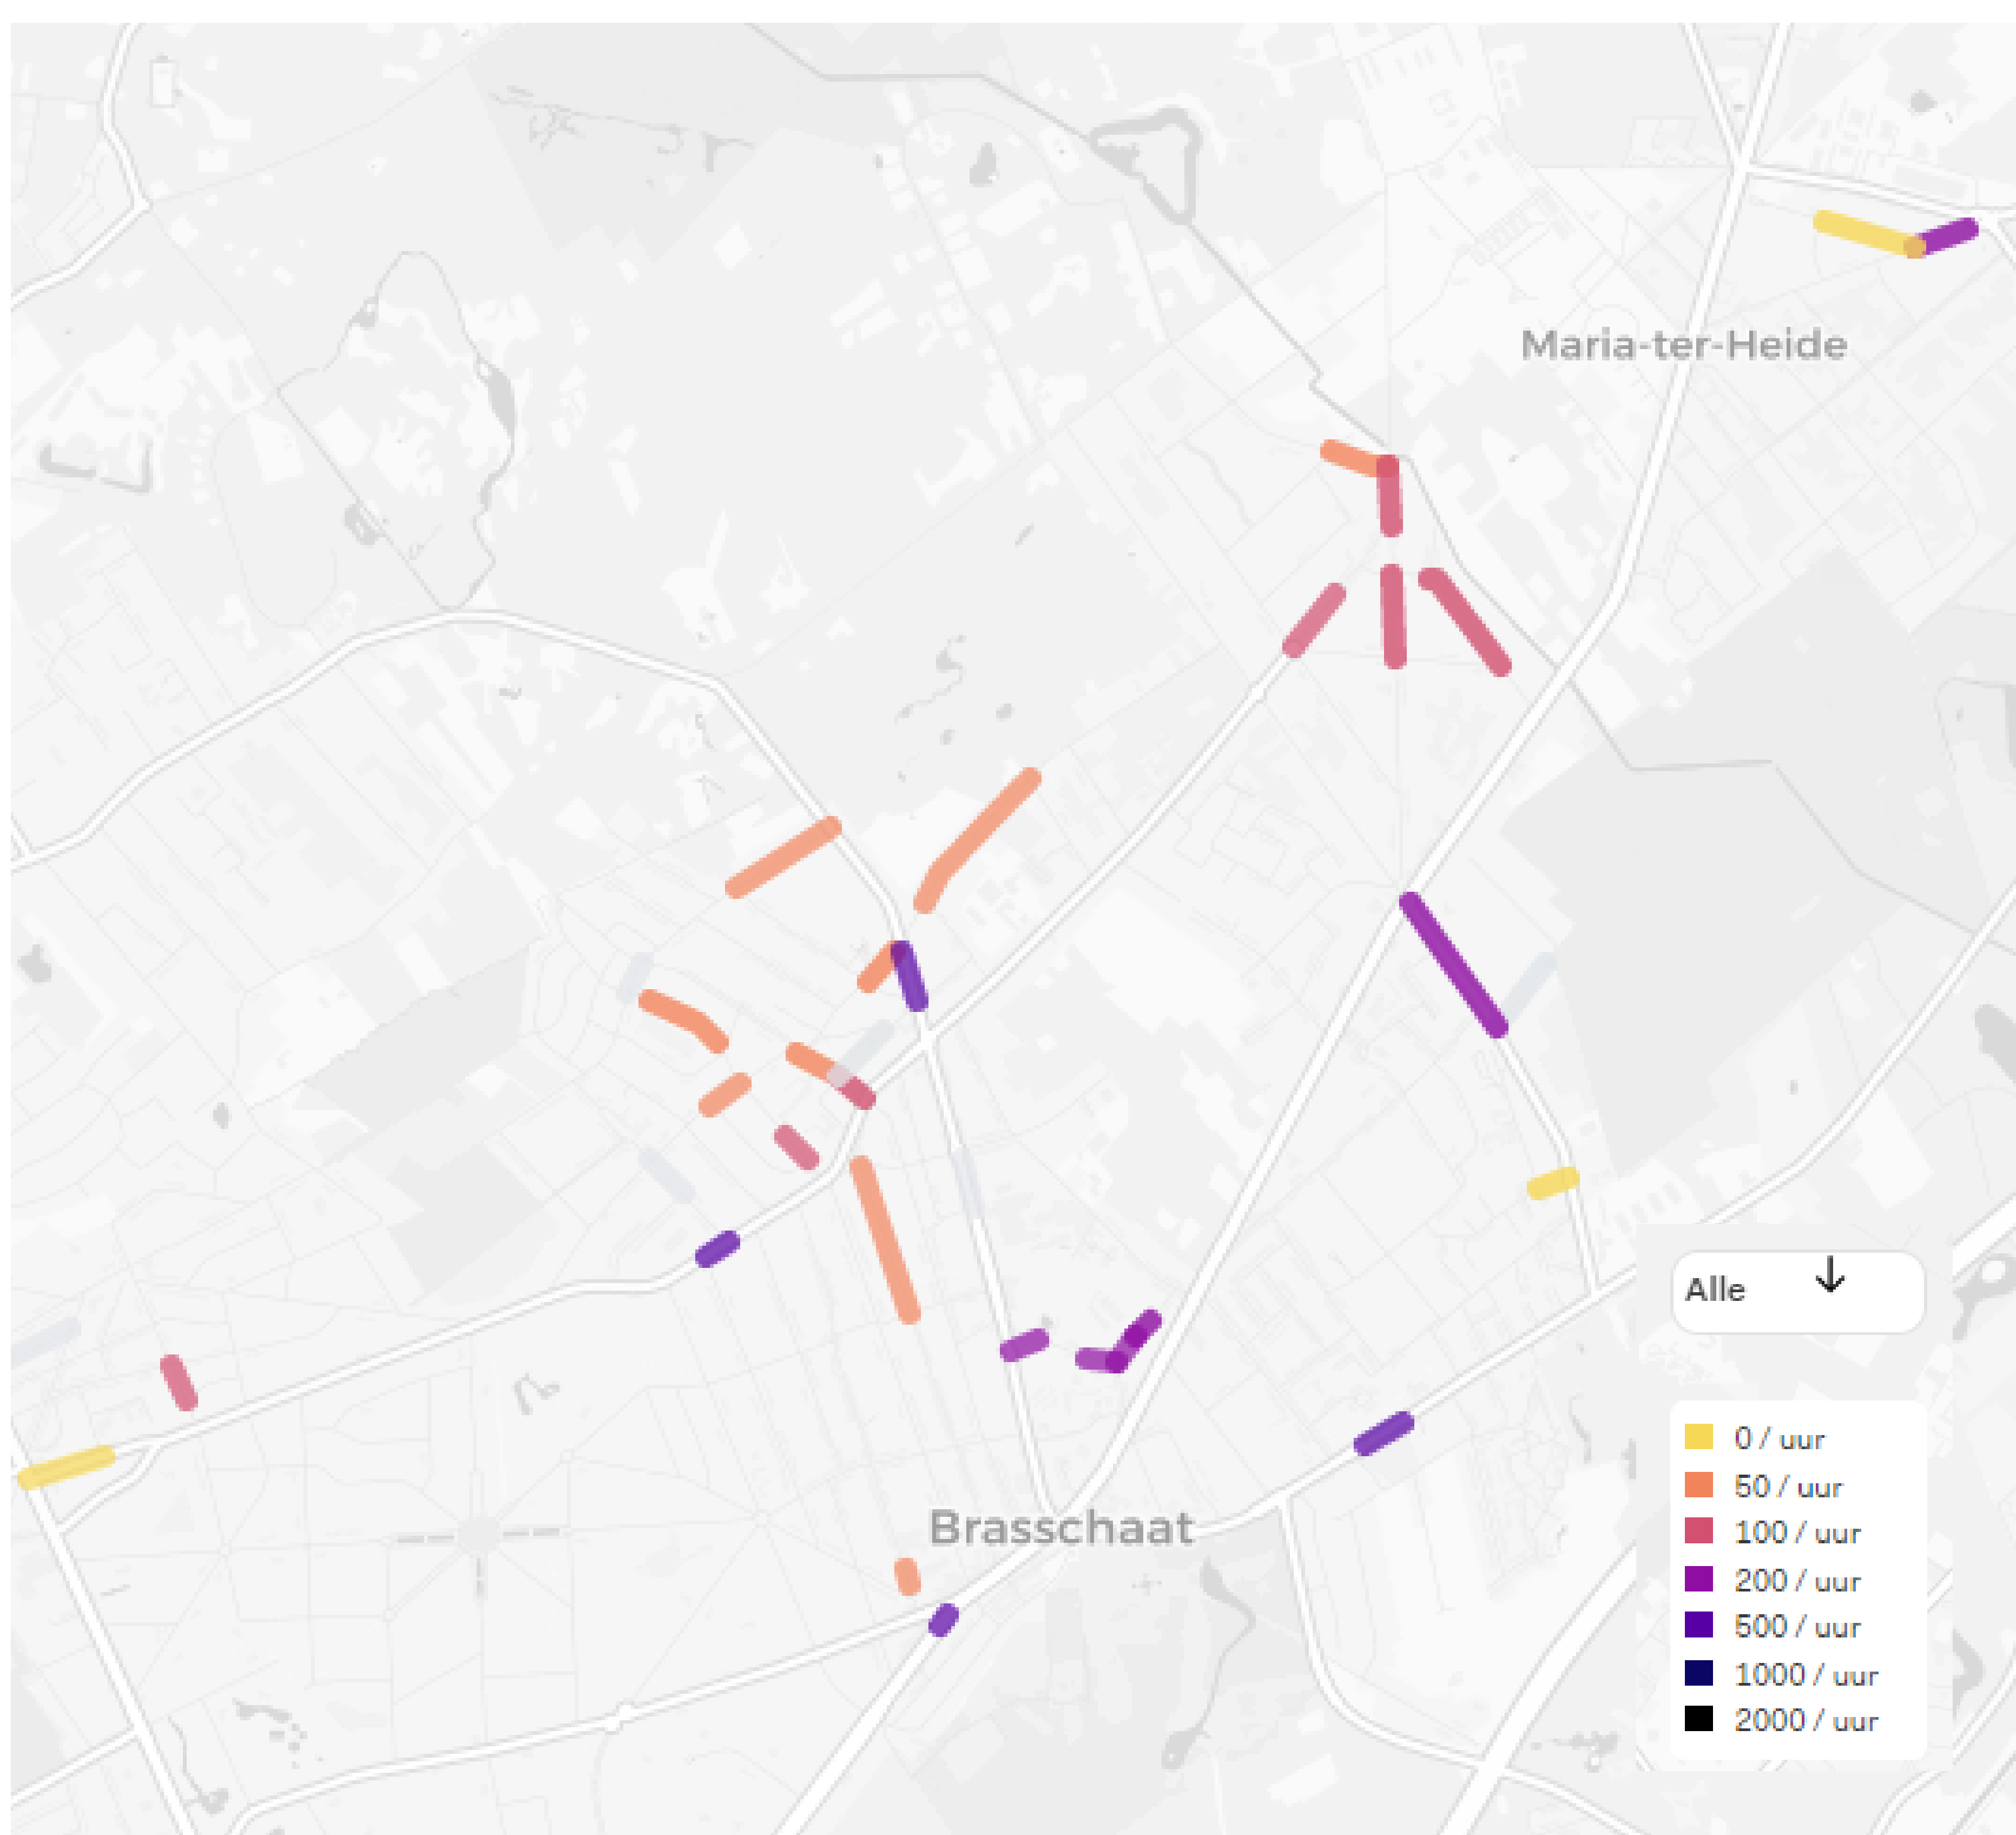 Maria-ter-Heide
Alle
0 / uur
50 / uur
100 / uur
200 / uur
500 / uur
1000 / uur
2000 / uur
Brasschaat